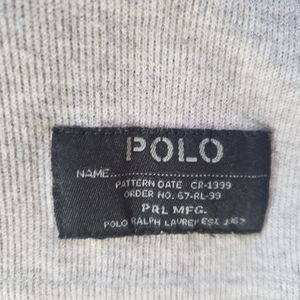 POLO
NAME..............
PATTERN DATE CR-1999
ORDER NO. 67-RL-99
PRL MFG.
POLO RALPH LAUREN EST. 1967